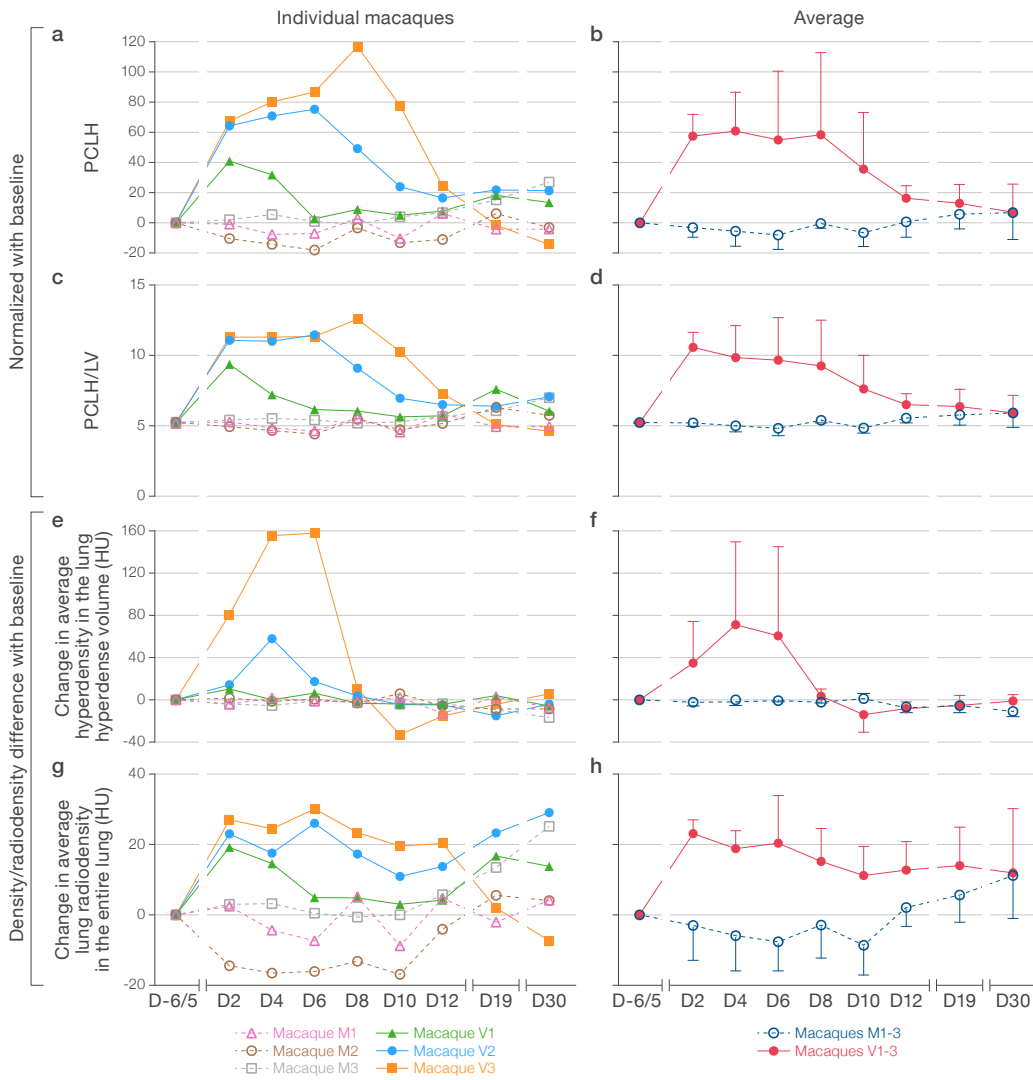 Individual macaques
Average
Normalized with baseline
a
PCLH
120
100
80
60
40
20
0
−20
b
c
PCLH/LV
15
10
5
0
d
Density/radiodensity difference with baseline
e
Change in average
hyperdensity in the lung
hyperdense volume (HU)
160
120
80
40
0
−40
f
g
Change in average
lung radiodensity
in the entire lung (HU)
40
20
0
−20
h
D−6/5 D2 D4 D6 D8 D10 D12 D19 D30
D−6/5 D2 D4 D6 D8 D10 D12 D19 D30
Macaque M1
Macaque M2
Macaque M3
Macaque V1
Macaque V2
Macaque V3
Macaques M1-3
Macaques V1-3